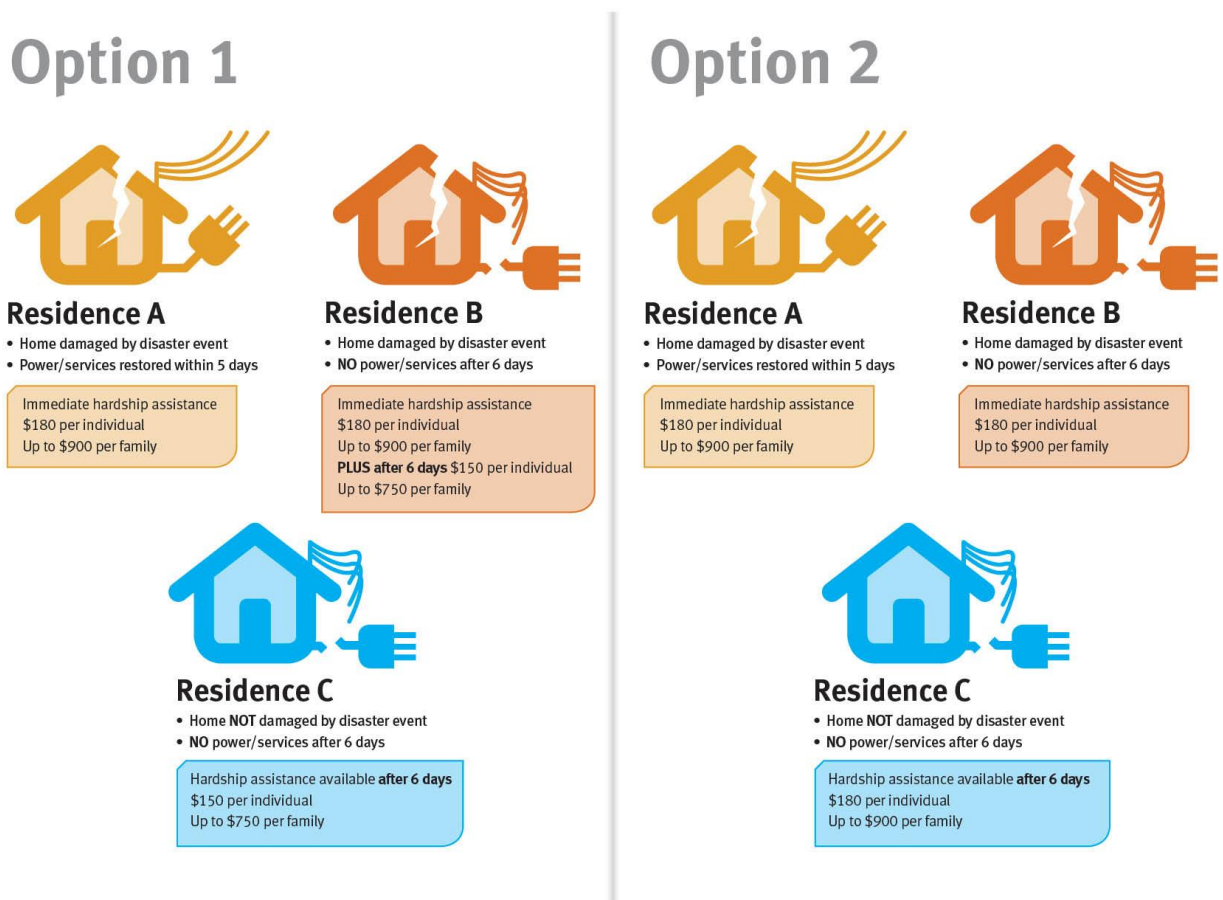 Option 1
Residence A
• Home damaged by disaster event
• Power/services restored within 5 days
Immediate hardship assistance
$180 per individual
Up to $900 per family
Residence B
• Home damaged by disaster event
• NO power/services after 6 days
Immediate hardship assistance
$180 per individual
Up to $900 per family
PLUS after 6 days $150 per individual
Up to $750 per family
Residence C
• Home NOT damaged by disaster event
• NO power/services after 6 days
Hardship assistance available after 6 days
$150 per individual
Up to $750 per family
Option 2
Residence A
• Home damaged by disaster event
• Power/services restored within 5 days
Immediate hardship assistance
$180 per individual
Up to $900 per family
Residence B
• Home damaged by disaster event
• NO power/services after 6 days
Immediate hardship assistance
$180 per individual
Up to $900 per family
Residence C
• Home NOT damaged by disaster event
• NO power/services after 6 days
Hardship assistance available after 6 days
$180 per individual
Up to $900 per family